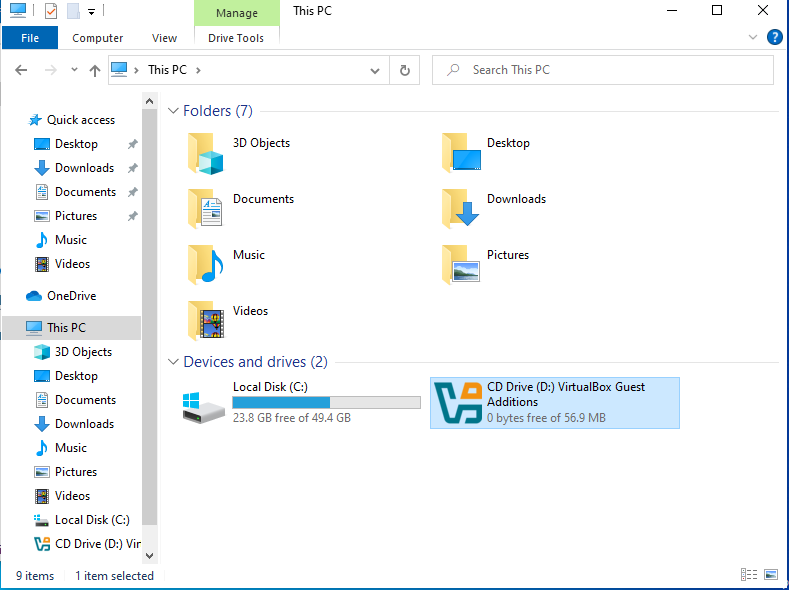 Manage
This PC
File
Computer
View
Drive Tools
This PC
Search This PC
Quick access
Desktop
Downloads
Documents
Pictures
Music
Videos
OneDrive
This PC
3D Objects
Desktop
Documents
Downloads
Music
Pictures
Videos
Local Disk (C:)
CD Drive (D:) Vir
Folders (7)
3D Objects
Desktop
Documents
Downloads
Music
Pictures
Videos
Devices and drives (2)
Local Disk (C:)
23.8 GB free of 49.4 GB
CD Drive (D:) VirtualBox Guest
Additions
0 bytes free of 56.9 MB
9 items
1 item selected